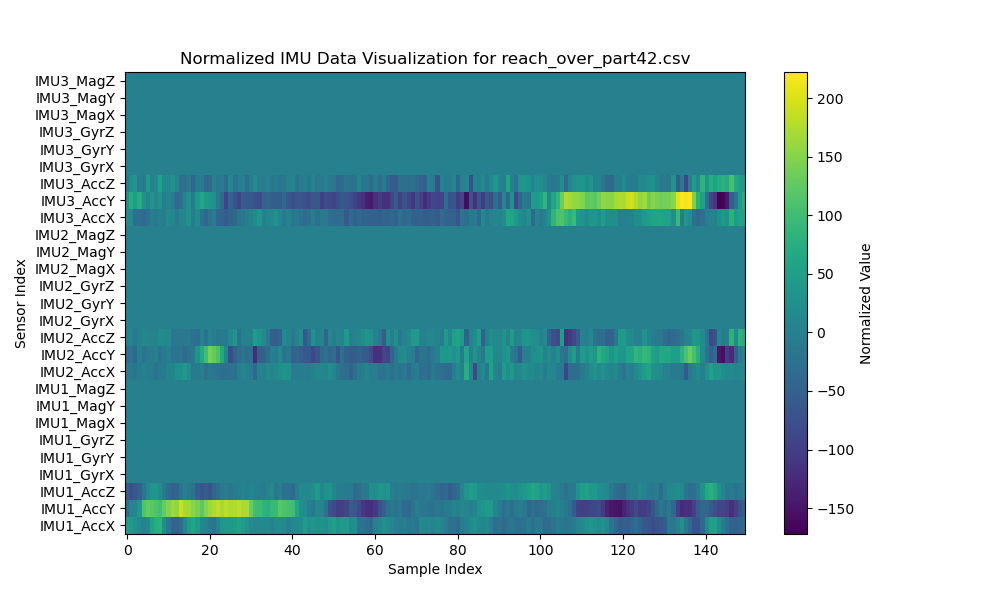 Normalized IMU Data Visualization for reach_over_part42.csv
IMU3_MagZ
IMU3_MagY
IMU3_MagX
IMU3_GyrZ
IMU3_GyrY
IMU3_GyrX
IMU3_AccZ
IMU3_AccY
IMU3_AccX
IMU2_MagZ
IMU2_MagY
IMU2_MagX
IMU2_GyrZ
IMU2_GyrY
IMU2_GyrX
IMU2_AccZ
IMU2_AccY
IMU2_AccX
IMU1_MagZ
IMU1_MagY
IMU1_MagX
IMU1_GyrZ
IMU1_GyrY
IMU1_GyrX
IMU1_AccZ
IMU1_AccY
IMU1_AccX
Sensor Index
0 20 40 60 80 100 120 140
Sample Index
200
150
100
50
0
−50
−100
−150
Normalized Value